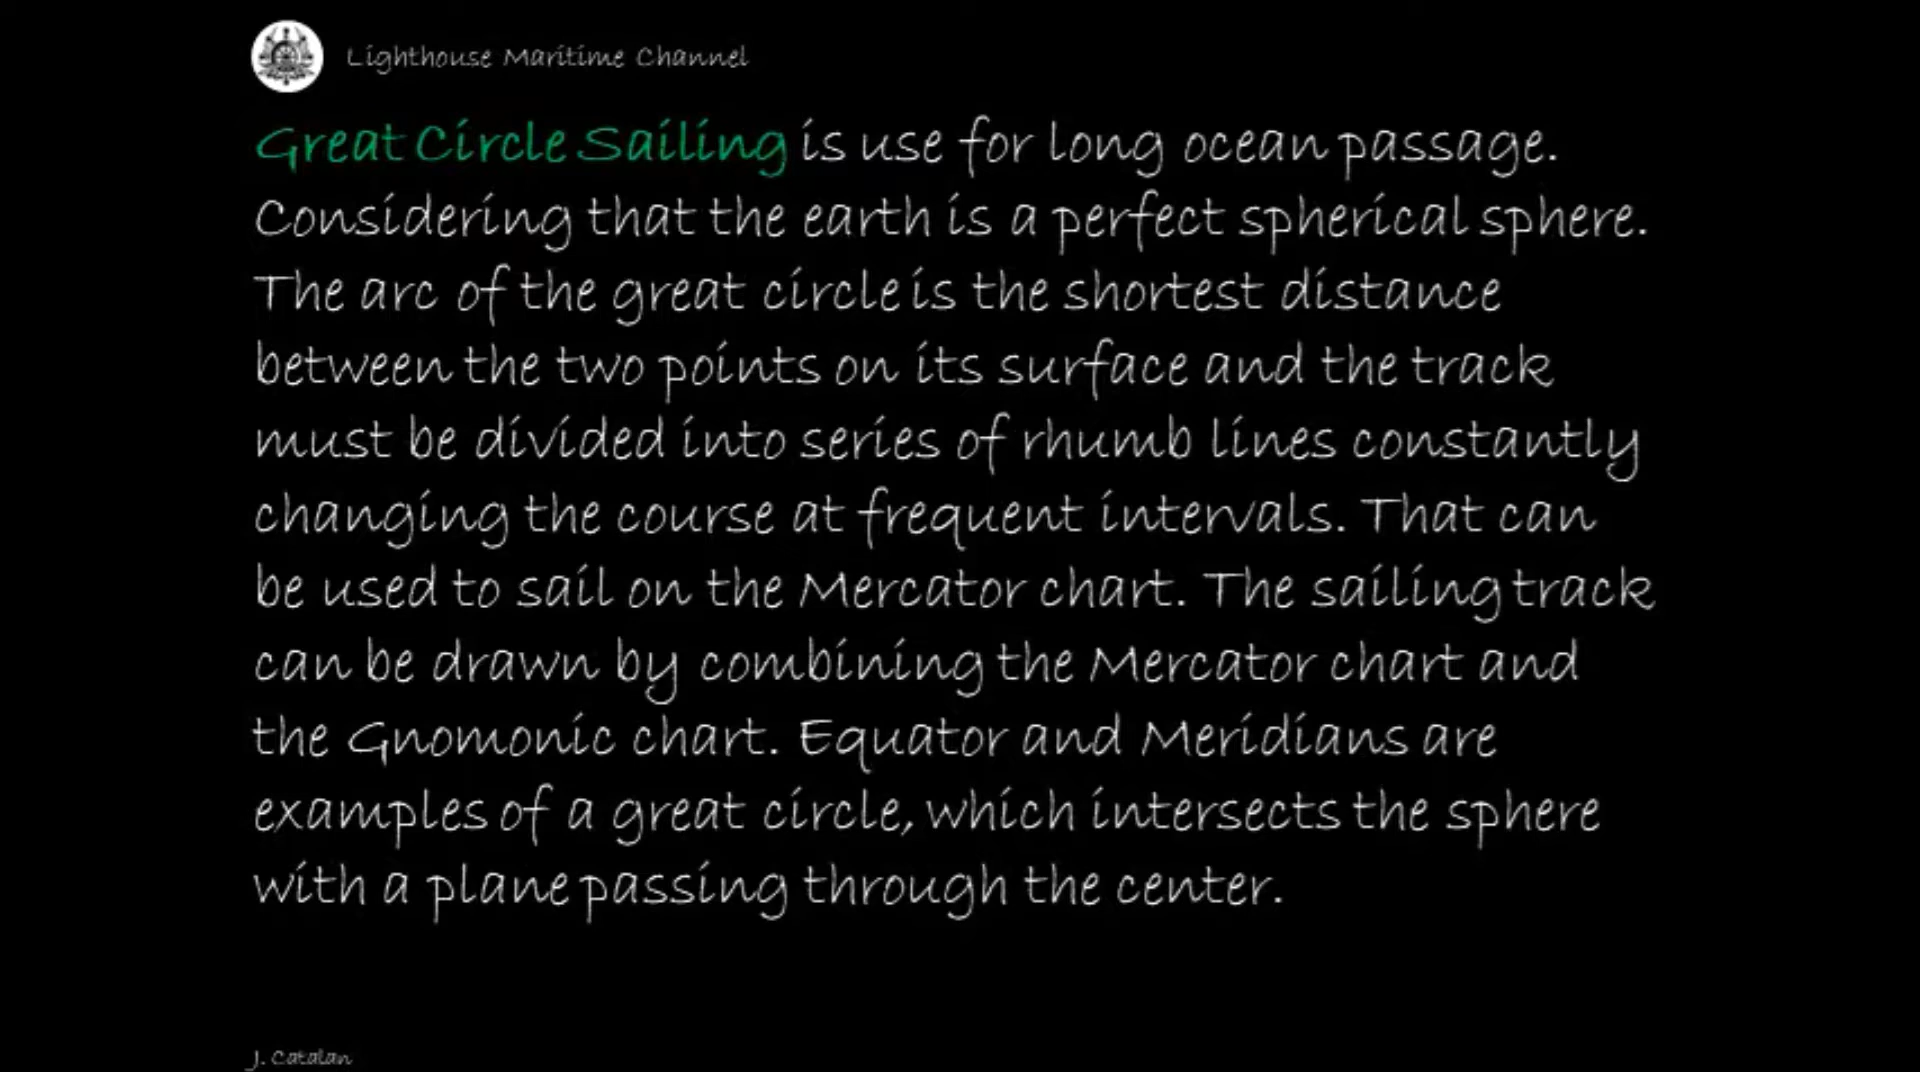 Lighthouse Maritime Channel
Great Circle Sailing is use for long ocean passage.
Considering that the earth is a perfect spherical sphere.
The arc of the great circle is the shortest distance
between the two points on its surface and the track
must be divided into series of rhumb lines constantly
changing the course at frequent intervals. That can
be used to sail on the Mercator chart. The sailing track
can be drawn by combining the Mercator chart and
the Gnomonic chart. Equator and Meridians are
examples of a great circle, which intersects the sphere
with a plane passing through the center.
J. Catalan